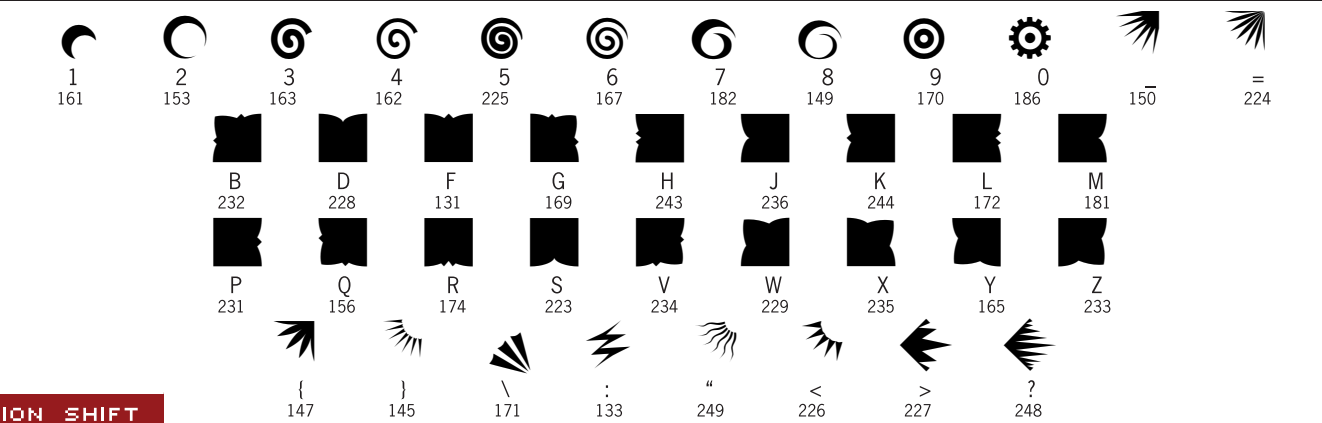 1 2 3 4 5 6 7 8 9 0 _ =
161 153 163 162 225 167 182 149 170 186 150 224
B D F G H J K L M
232 228 131 169 243 236 244 172 181
P Q R S V W X Y Z
231 156 174 223 234 229 235 165 233
{ } \ : “ < > ?
147 145 171 133 249 226 227 248
ION SHIFT